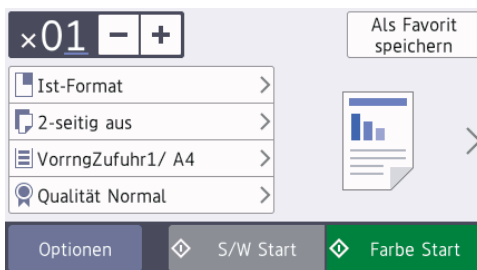 ×01
Als Favorit
speichern
Ist-Format
2-seitig aus
VorrngZufuhr1/ A4
Qualität Normal
Optionen
S/W Start
Farbe Start